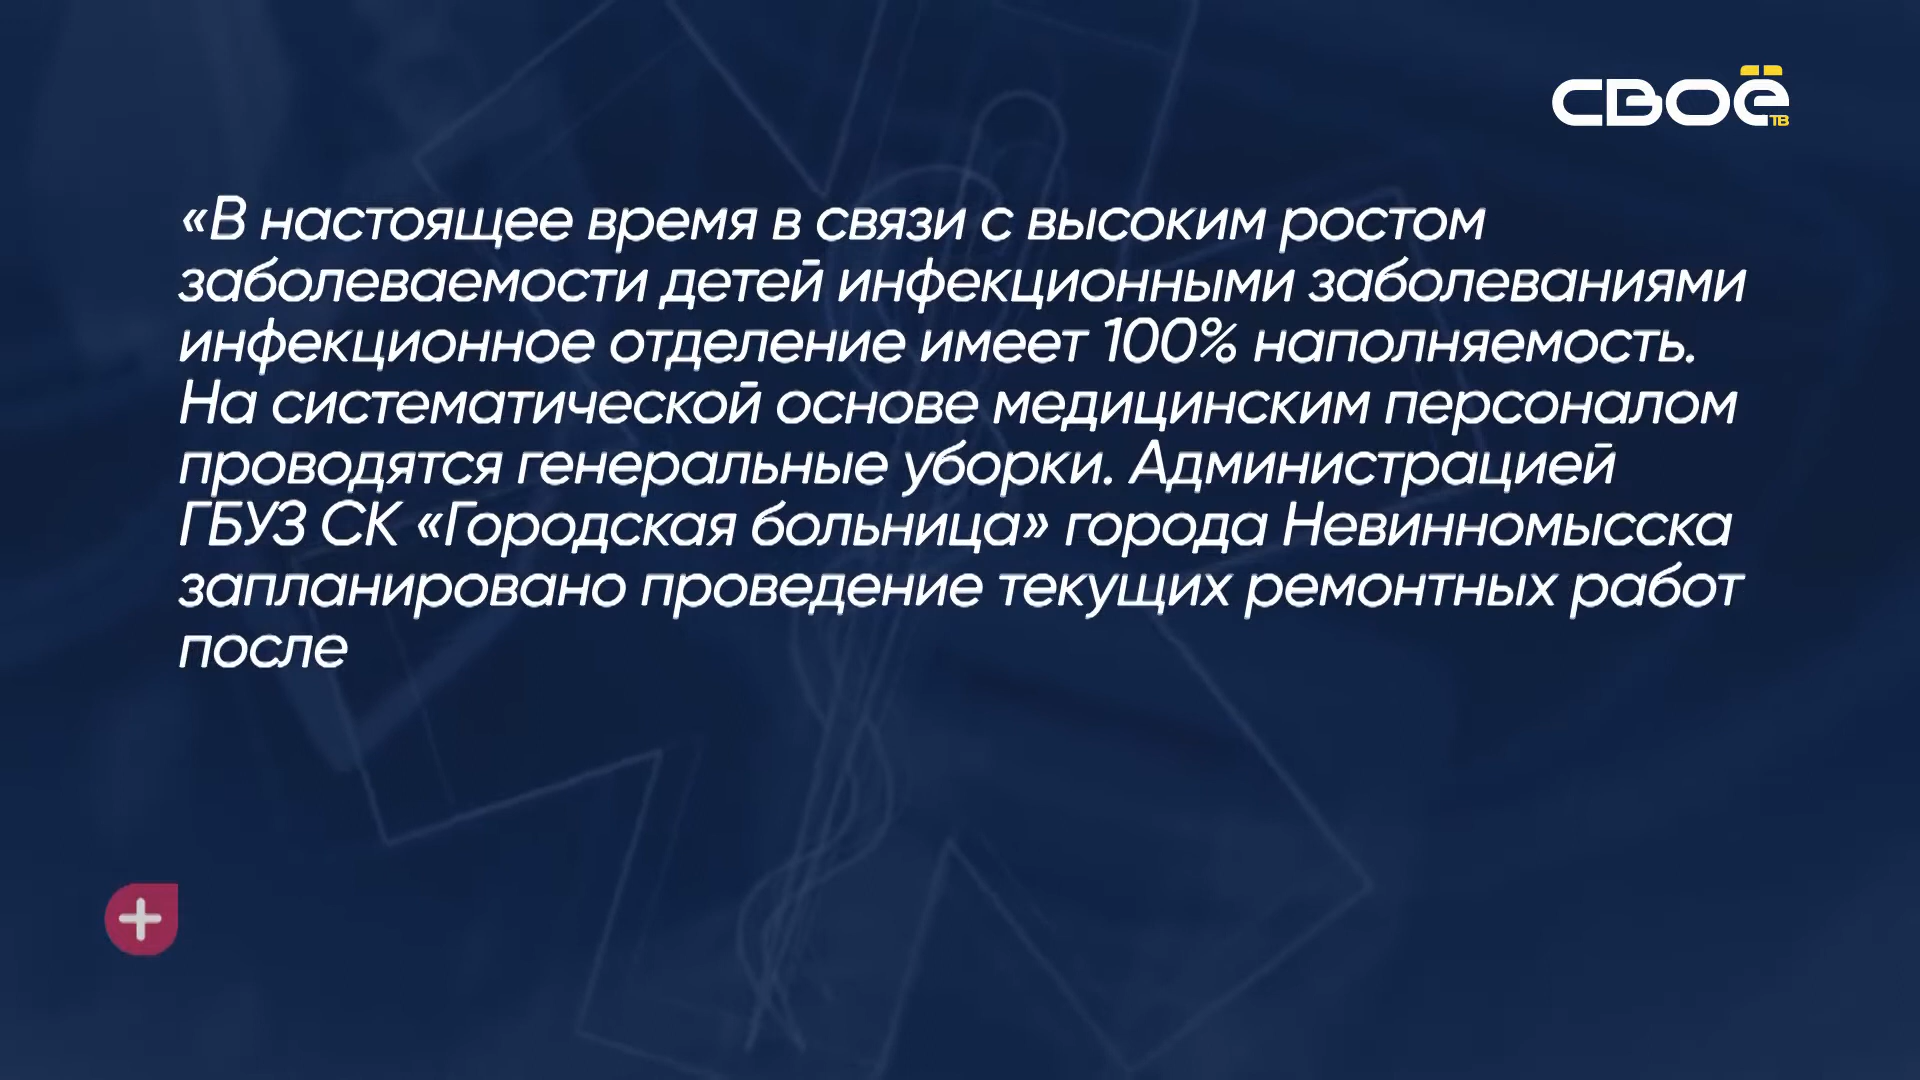 СВОЁ
ТВ
«В настоящее время в связи с высоким ростом
заболеваемости детей инфекционными заболеваниями
инфекционное отделение имеет 100% наполняемость.
На систематической основе медицинским персоналом
проводятся генеральные уборки. Администрацией
ГБУЗ СК «Городская больница» города Невинномысска
запланировано проведение текущих ремонтных работ
после